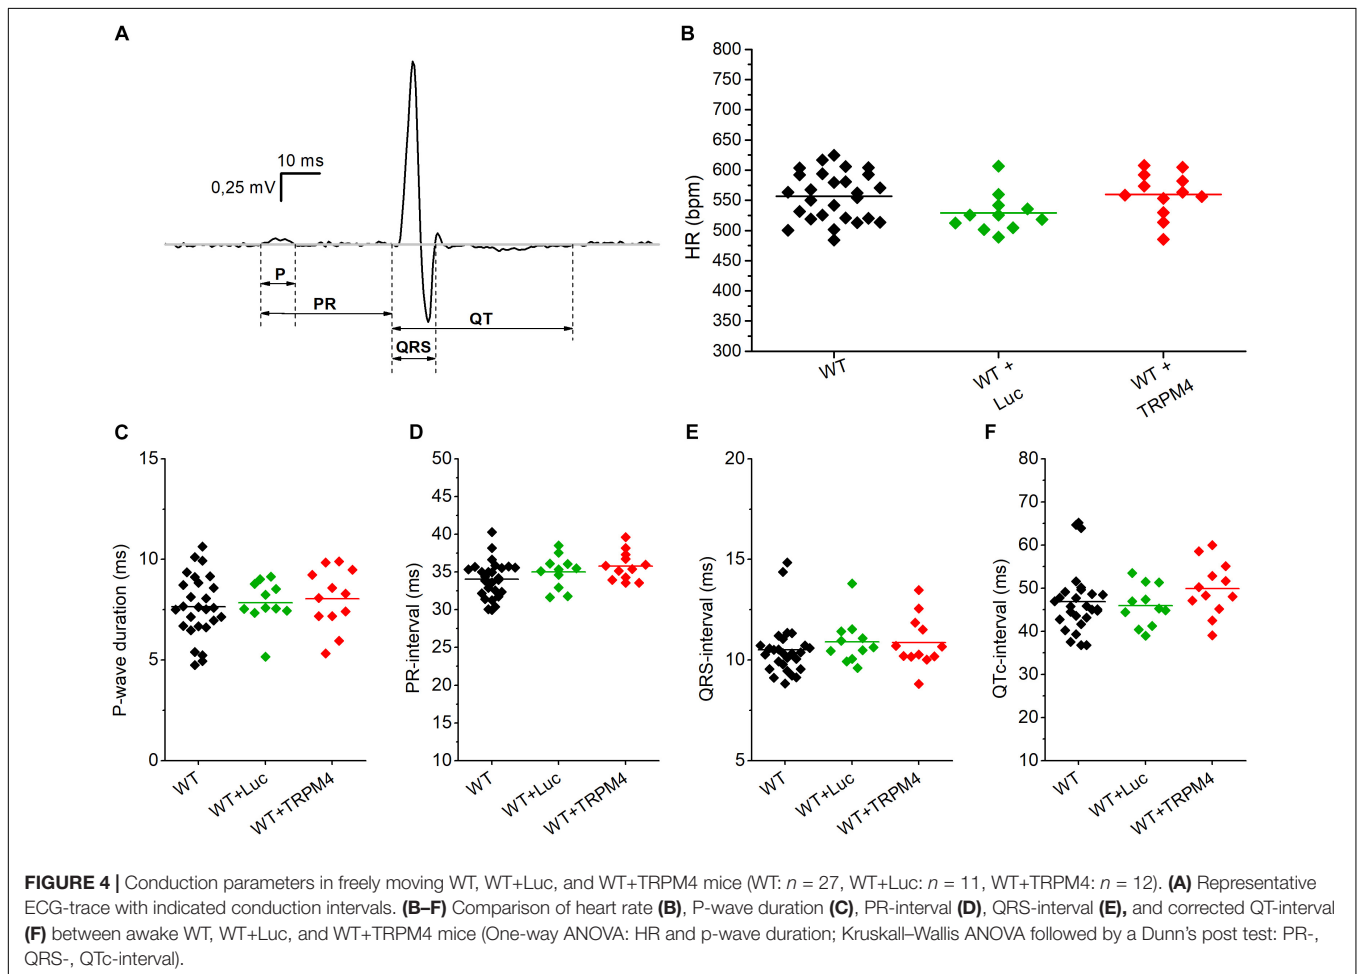 A
10 ms
0,25 mV
P
PR
QT
QRS
B
HR (bpm)
800
750
700
650
600
550
500
450
400
350
300
WT
WT +
Luc
WT +
TRPM4
C
P-wave duration (ms)
15
10
5
0
WT
WT+Luc
WT+TRPM4
D
PR-interval (ms)
50
45
40
35
30
25
20
15
10
WT
WT+Luc
WT+TRPM4
E
QRS-interval (ms)
20
15
10
5
WT
WT+Luc
WT+TRPM4
F
QTc-interval (ms)
80
70
60
50
40
30
20
10
WT
WT+Luc
WT+TRPM4
FIGURE 4 | Conduction parameters in freely moving WT, WT+Luc, and WT+TRPM4 mice (WT: n = 27, WT+Luc: n = 11, WT+TRPM4: n = 12). (A) Representative
ECG-trace with indicated conduction intervals. (B–F) Comparison of heart rate (B), P-wave duration (C), PR-interval (D), QRS-interval (E), and corrected QT-interval
(F) between awake WT, WT+Luc, and WT+TRPM4 mice (One-way ANOVA: HR and p-wave duration; Kruskall–Wallis ANOVA followed by a Dunn's post test: PR-,
QRS-, QTc-interval).